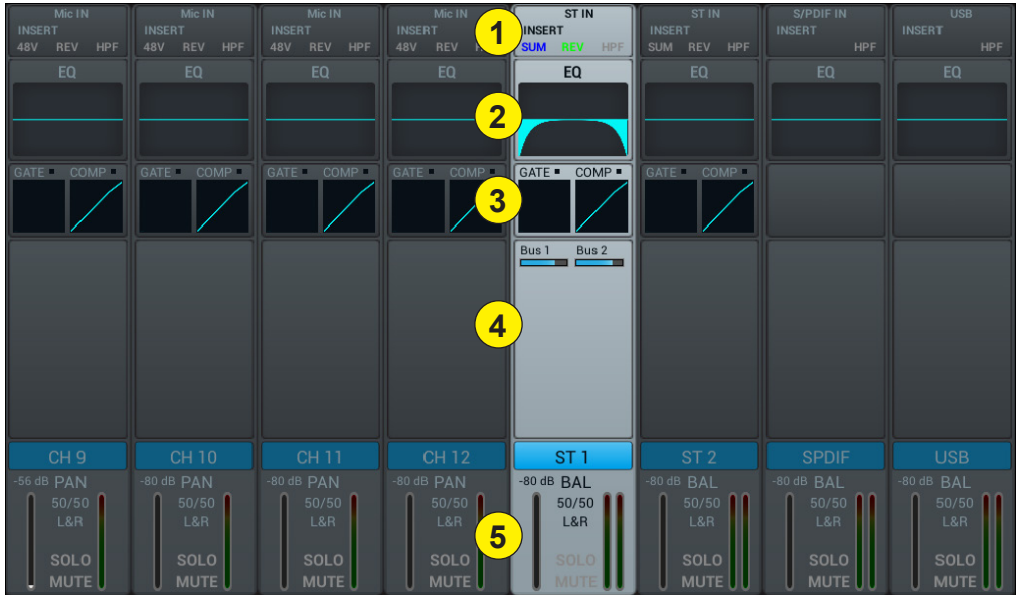 Mic IN Mic IN Mic IN Mic IN ST IN ST IN S/PDIF IN USB
INSERT INSERT INSERT INSERT INSERT INSERT INSERT INSERT
48V REV HPF 48V REV HPF 48V REV HPF 48V REV SUM REV HPF SUM REV HPF HPF HPF
1
EQ EQ EQ EQ EQ EQ EQ EQ
2
GATE COMP GATE COMP GATE COMP GATE COMP GATE COMP GATE COMP
3
Bus 1 Bus 2
4
CH 9 CH 10 CH 11 CH 12 ST 1 ST 2 SPDIF USB
-56 dB PAN -80 dB PAN -80 dB PAN -80 dB PAN -80 dB BAL -80 dB BAL -80 dB BAL -80 dB BAL
50/50 50/50 50/50 50/50 50/50 50/50 50/50 50/50
L&R L&R L&R L&R L&R L&R L&R L&R
5
SOLO SOLO SOLO SOLO SOLO SOLO SOLO SOLO
MUTE MUTE MUTE MUTE MUTE MUTE MUTE MUTE